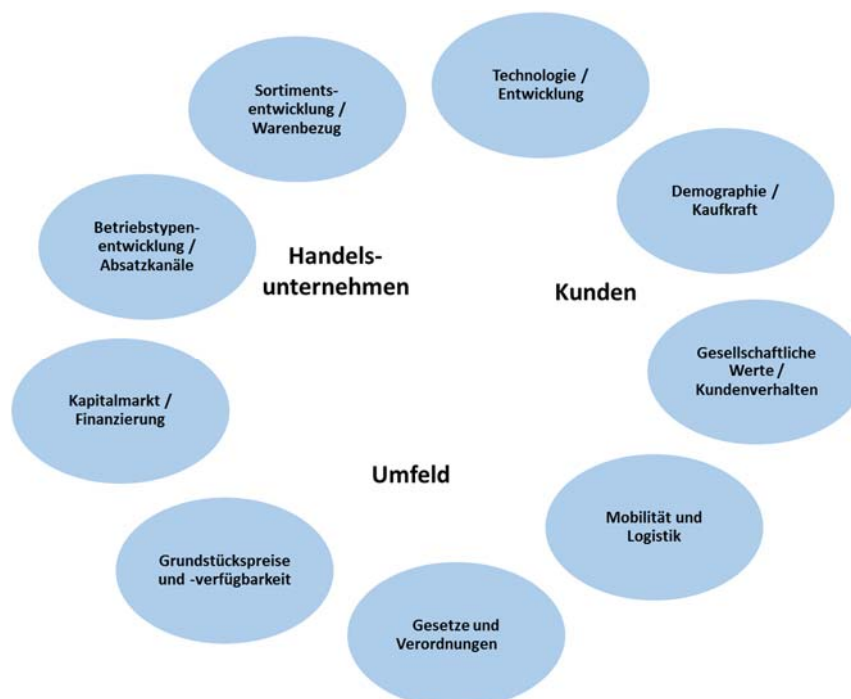 Technologie /
Entwicklung
Sortiments-
entwicklung /
Warenbezug
Demographie /
Kaufkraft
Betriebstypen-
entwicklung /
Absatzkanäle
Handels-
unternehmen
Kunden
Gesellschaftliche
Werte /
Kundenverhalten
Kapitalmarkt /
Finanzierung
Umfeld
Mobilität und
Logistik
Grundstückspreise
und -verfügbarkeit
Gesetze und
Verordnungen